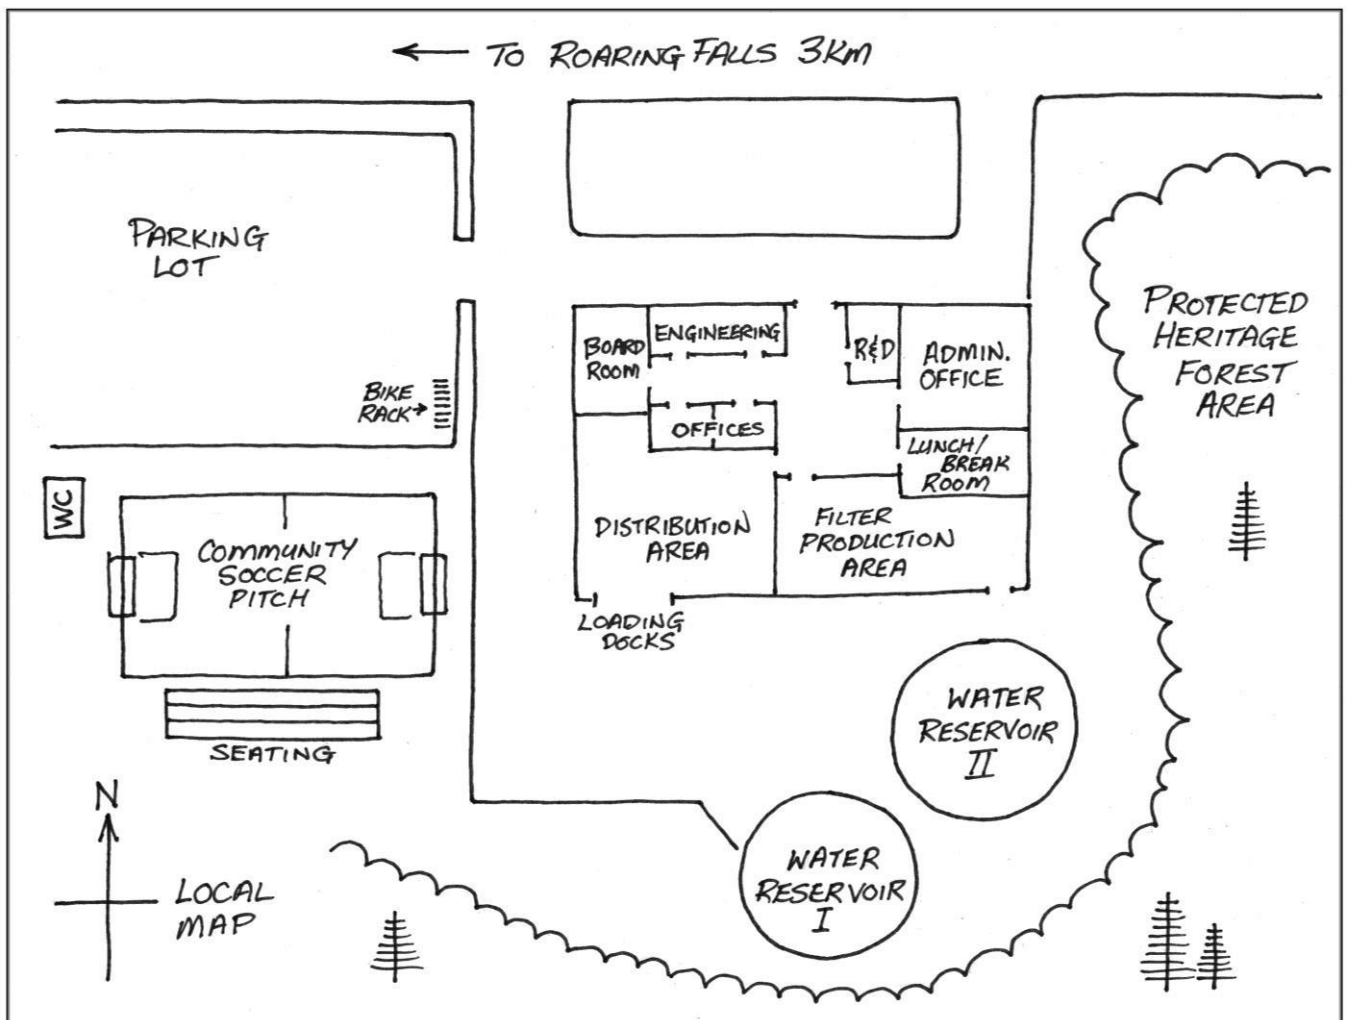 ← TO ROARING FALLS 3KM
PARKING
LOT
BIKE
RACK→
BOARD
ROOM
ENGINEERING
R&D
ADMIN.
OFFICE
OFFICES
LUNCH/
BREAK
ROOM
DISTRIBUTION
AREA
FILTER
PRODUCTION
AREA
LOADING
DOCKS
PROTECTED
HERITAGE
FOREST
AREA
WC
COMMUNITY
SOCCER
PITCH
SEATING
WATER
RESERVOIR
II
WATER
RESERVOIR
I
N
LOCAL
MAP